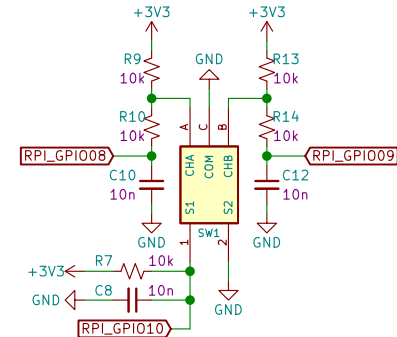 +3V3 +3V3
R9 GND R13
10k 10k
R10 A C B R14
10k 10k
RPI_GPIO08 CHA COM CHB RPI_GPIO09
C10 C12
10n S1 S2 10n
GND SW1 GND
1 2
R7 10k
+3V3
C8 10n
GND GND
RPI_GPIO10